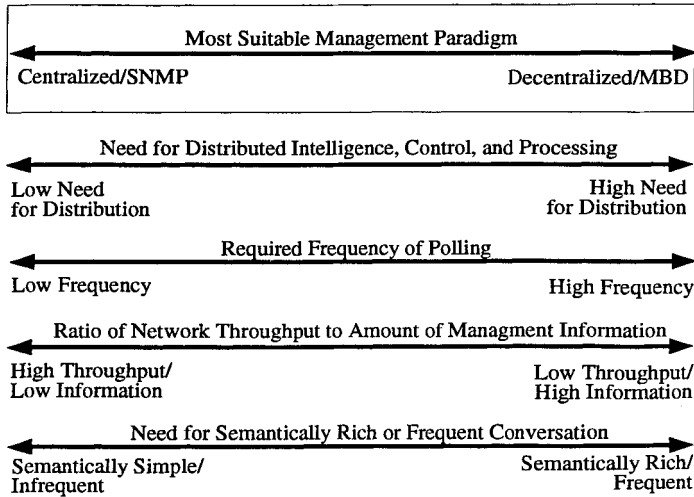 Most Suitable Management Paradigm
Centralized/SNMP Decentralized/MBD
Need for Distributed Intelligence, Control, and Processing
Low Need High Need
for Distribution for Distribution
Required Frequency of Polling
Low Frequency High Frequency
Ratio of Network Throughput to Amount of Managment Information
High Throughput/ Low Throughput/
Low Information High Information
Need for Semantically Rich or Frequent Conversation
Semantically Simple/ Semantically Rich/
Infrequent Frequent